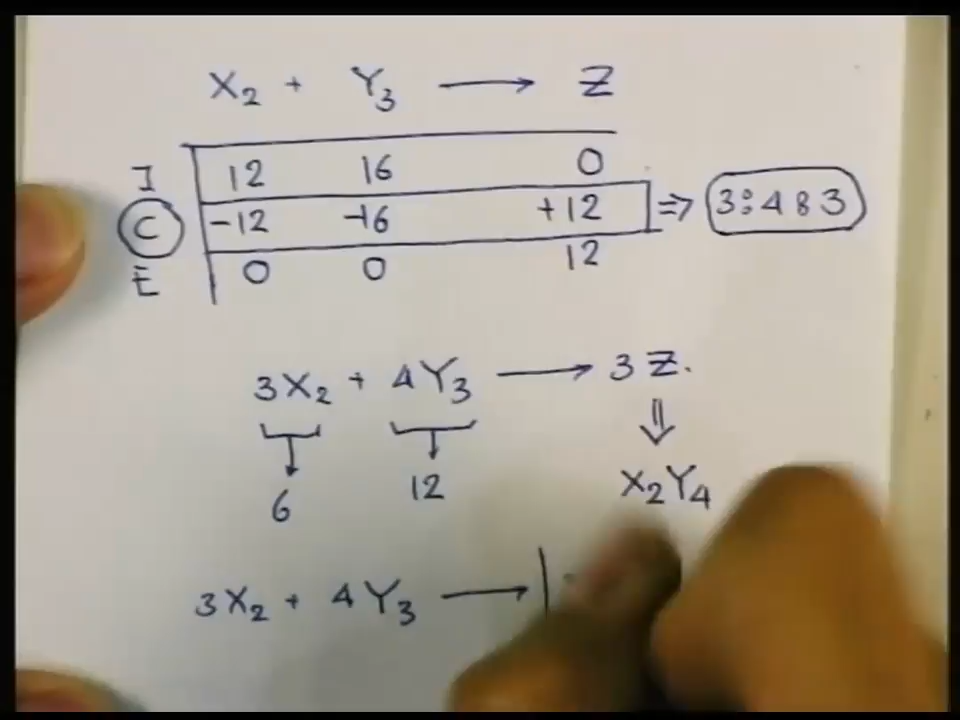 X₂ + Y₃ → Z
I 12 16 0
C -12 -16 +12 ⇒ 3:4:3
E 0 0 12
3X₂ + 4Y₃ → 3Z.
6 12 X₂Y₄
3X₂ + 4Y₃ →